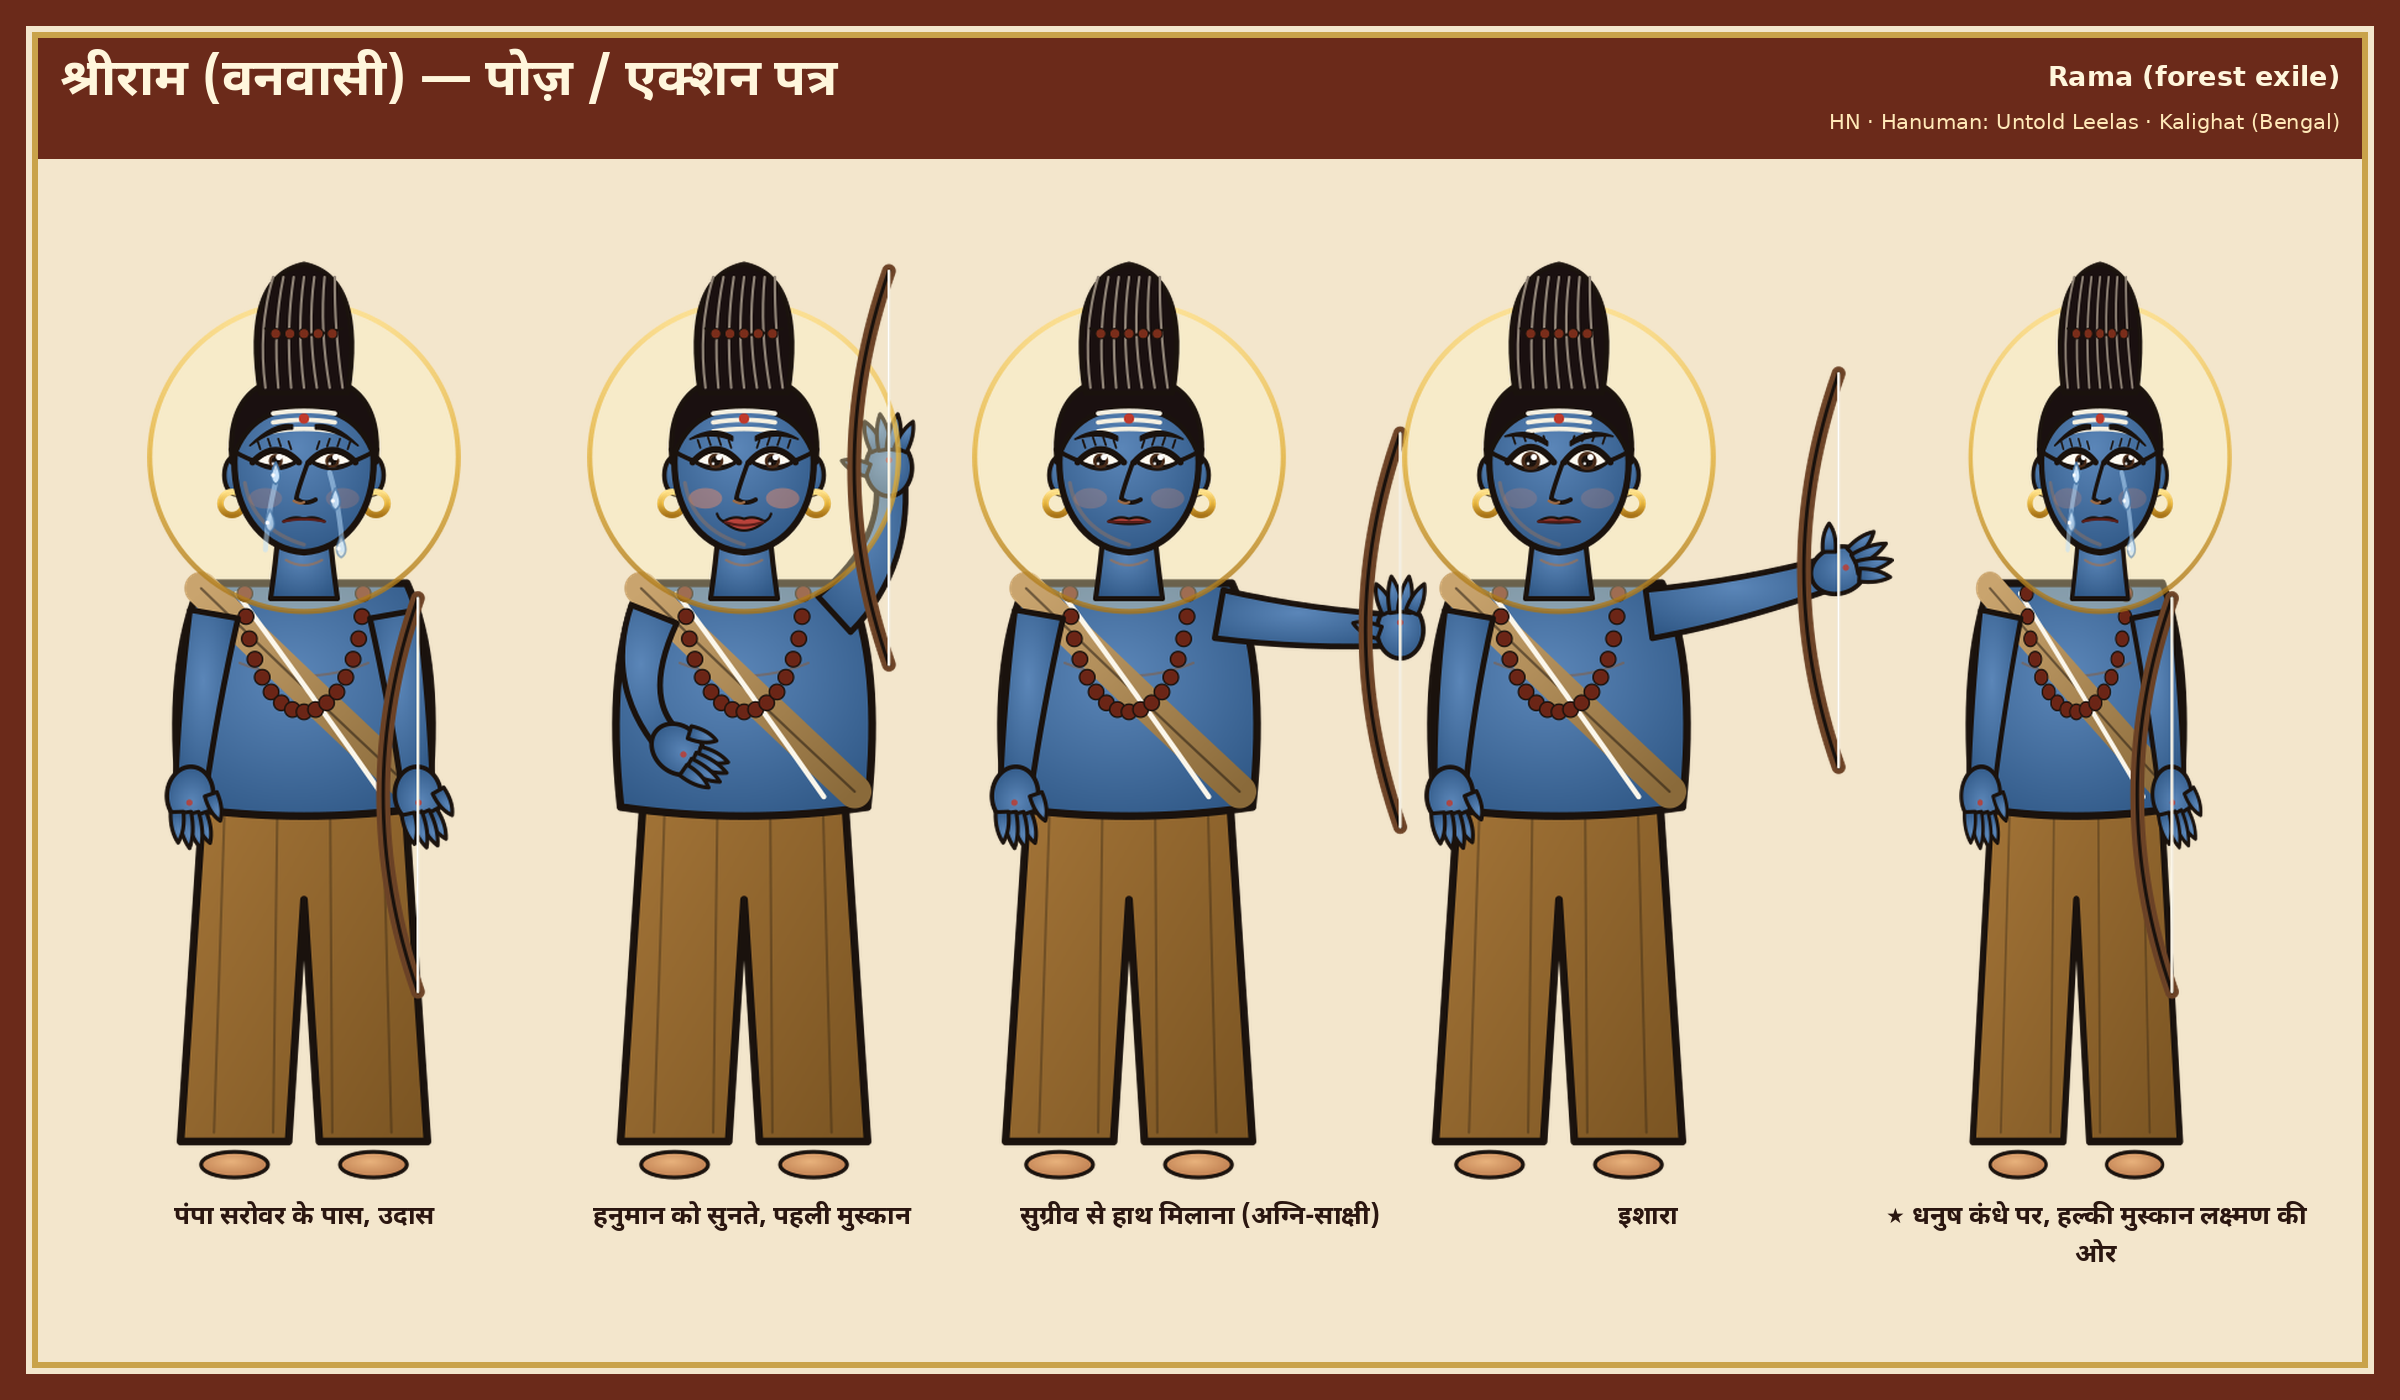 श्रीराम (वनवासी) — पोज़ / एक्शन पत्र
Rama (forest exile)
HN · Hanuman: Untold Leelas · Kalighat (Bengal)
पंपा सरोवर के पास, उदास
हनुमान को सुनते, पहली मुस्कान
सुग्रीव से हाथ मिलाना (अग्नि-साक्षी)
इशारा
★ धनुष कंधे पर, हल्की मुस्कान लक्ष्मण की
ओर